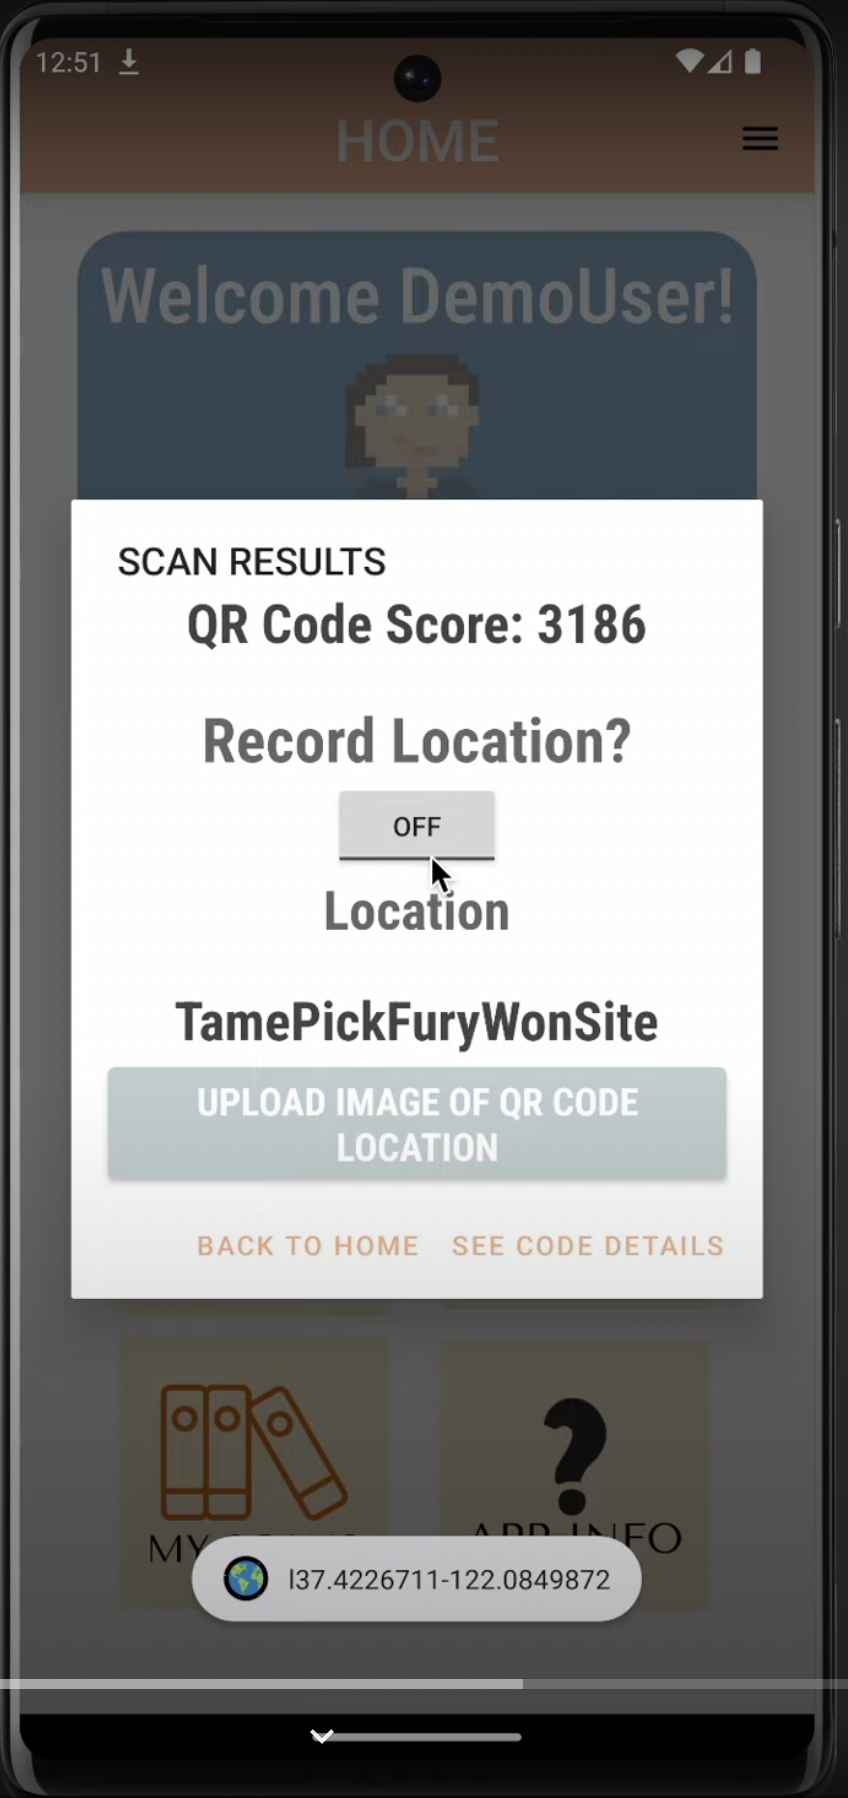 12:51
HOME
Welcome DemoUser!
SCAN RESULTS
QR Code Score: 3186
Record Location?
OFF
Location
TamePickFuryWonSite
UPLOAD IMAGE OF QR CODE
LOCATION
BACK TO HOME SEE CODE DETAILS
MY
APP INFO
l37.4226711-122.0849872